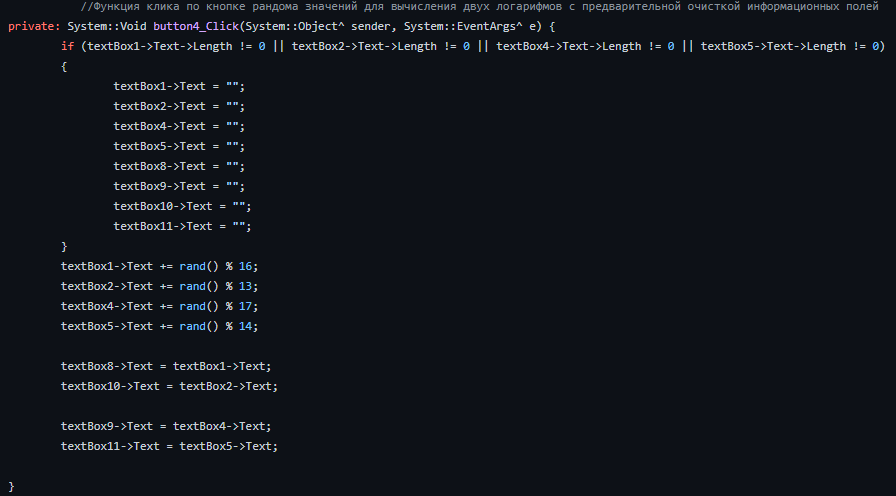 //Функция клика по кнопке рандома значений для вычисления двух логарифмов с предварительной очисткой информационных полей
private: System::Void button4_Click(System::Object^ sender, System::EventArgs^ e) {
if (textBox1->Text->Length != 0 || textBox2->Text->Length != 0 || textBox4->Text->Length != 0 || textBox5->Text->Length != 0)
{
textBox1->Text = "";
textBox2->Text = "";
textBox4->Text = "";
textBox5->Text = "";
textBox8->Text = "";
textBox9->Text = "";
textBox10->Text = "";
textBox11->Text = "";
}
textBox1->Text += rand() % 16;
textBox2->Text += rand() % 13;
textBox4->Text += rand() % 17;
textBox5->Text += rand() % 14;
textBox8->Text = textBox1->Text;
textBox10->Text = textBox2->Text;
textBox9->Text = textBox4->Text;
textBox11->Text = textBox5->Text;
}